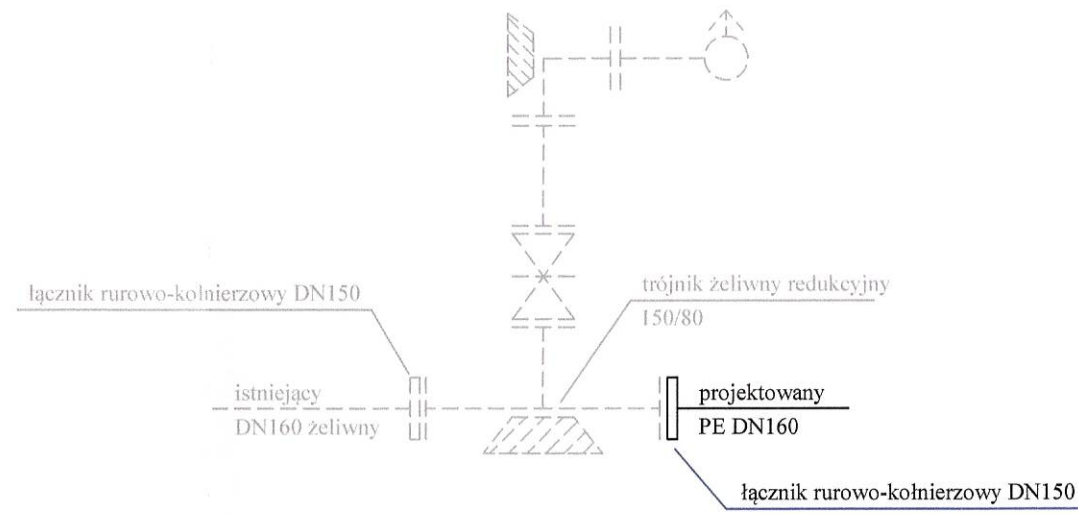 łącznik rurowo-kołnierzowy DN150
trójnik żeliwny redukcyjny
150/80
istniejący
DN160 żeliwny
projektowany
PE DN160
łącznik rurowo-kołnierzowy DN150